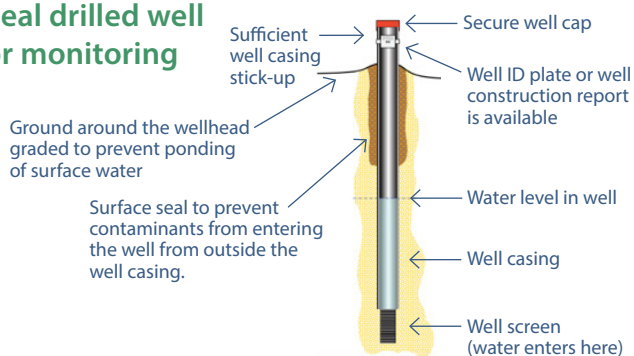 eal drilled well
or monitoring
Sufficient
well casing
stick-up
Secure well cap
Well ID plate or well
construction report
is available
Ground around the wellhead
graded to prevent ponding
of surface water
Surface seal to prevent
contaminants from entering
the well from outside the
well casing.
Water level in well
Well casing
Well screen
(water enters here)